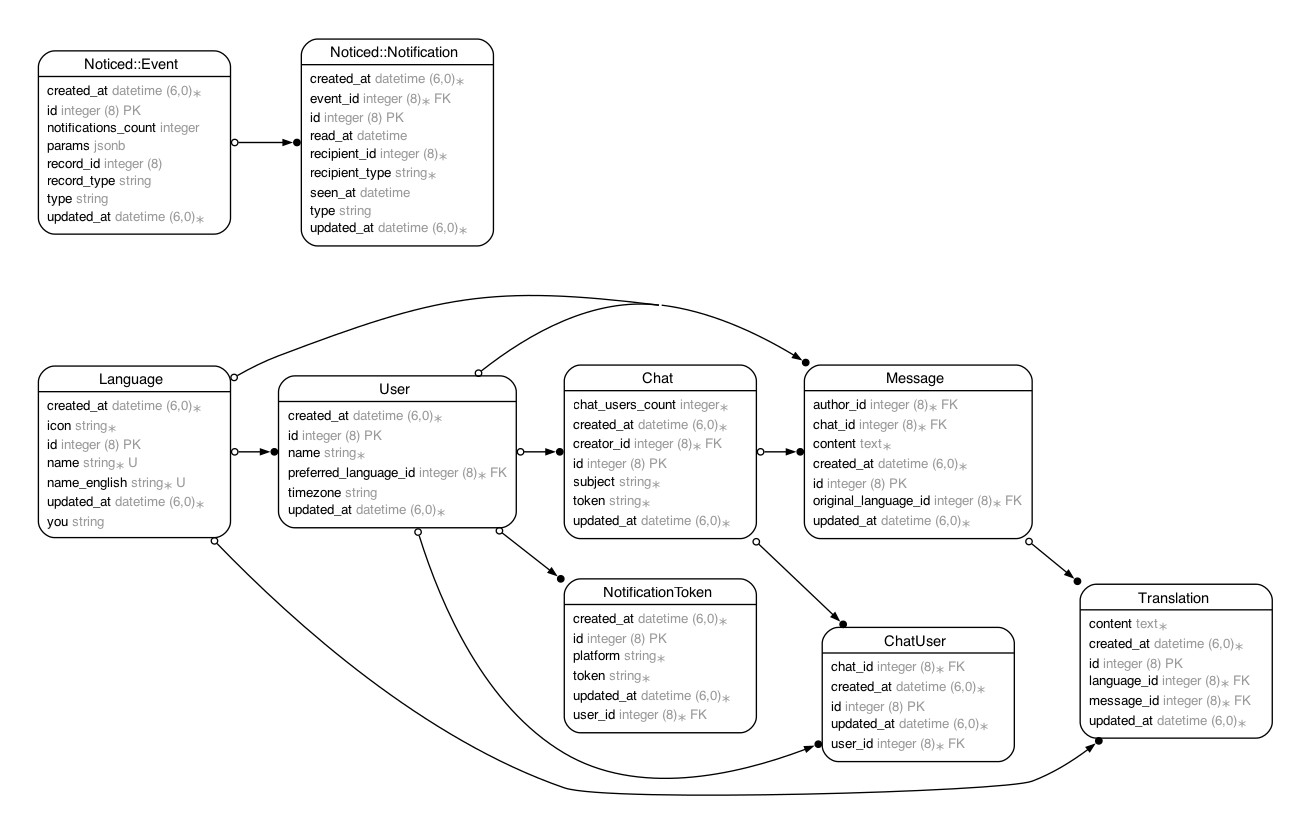 Noticed::Event
created_at datetime (6,0)∗
id integer (8) PK
notifications_count integer
params jsonb
record_id integer (8)
record_type string
type string
updated_at datetime (6,0)∗
Noticed::Notification
created_at datetime (6,0)∗
event_id integer (8)∗ FK
id integer (8) PK
read_at datetime
recipient_id integer (8)∗
recipient_type string∗
seen_at datetime
type string
updated_at datetime (6,0)∗
Language
created_at datetime (6,0)∗
icon string∗
id integer (8) PK
name string∗ U
name_english string∗ U
updated_at datetime (6,0)∗
you string
User
created_at datetime (6,0)∗
id integer (8) PK
name string∗
preferred_language_id integer (8)∗ FK
timezone string
updated_at datetime (6,0)∗
Chat
chat_users_count integer∗
created_at datetime (6,0)∗
creator_id integer (8)∗ FK
id integer (8) PK
subject string∗
token string∗
updated_at datetime (6,0)∗
Message
author_id integer (8)∗ FK
chat_id integer (8)∗ FK
content text∗
created_at datetime (6,0)∗
id integer (8) PK
original_language_id integer (8)∗ FK
updated_at datetime (6,0)∗
NotificationToken
created_at datetime (6,0)∗
id integer (8) PK
platform string∗
token string∗
updated_at datetime (6,0)∗
user_id integer (8)∗ FK
ChatUser
chat_id integer (8)∗ FK
created_at datetime (6,0)∗
id integer (8) PK
updated_at datetime (6,0)∗
user_id integer (8)∗ FK
Translation
content text∗
created_at datetime (6,0)∗
id integer (8) PK
language_id integer (8)∗ FK
message_id integer (8)∗ FK
updated_at datetime (6,0)∗